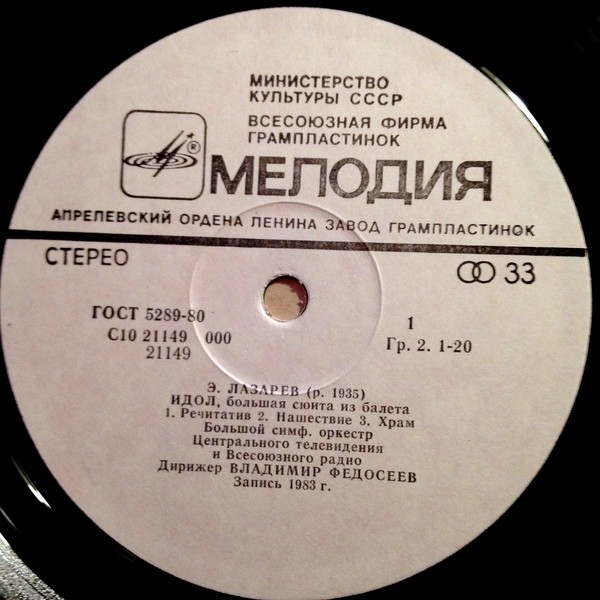 МИНИСТЕРСТВО
КУЛЬТУРЫ СССР
ВСЕСОЮЗНАЯ ФИРМА
ГРАМПЛАСТИНОК
®
МЕЛОДИЯ
АПРЕЛЕВСКИЙ ОРДЕНА ЛЕНИНА ЗАВОД ГРАМПЛАСТИНОК
СТЕРЕО
33
ГОСТ 5289-80
С10 21149 000
21149
1
Гр. 2. 1-20
Э. ЛАЗАРЕВ (р. 1935)
ИДОЛ, большая сюита из балета
1. Речитатив 2. Нашествие 3. Храм
Большой симф. оркестр
Центрального телевидения
и Всесоюзного радио
Дирижер ВЛАДИМИР ФЕДОСЕЕВ
Запись 1983 г.